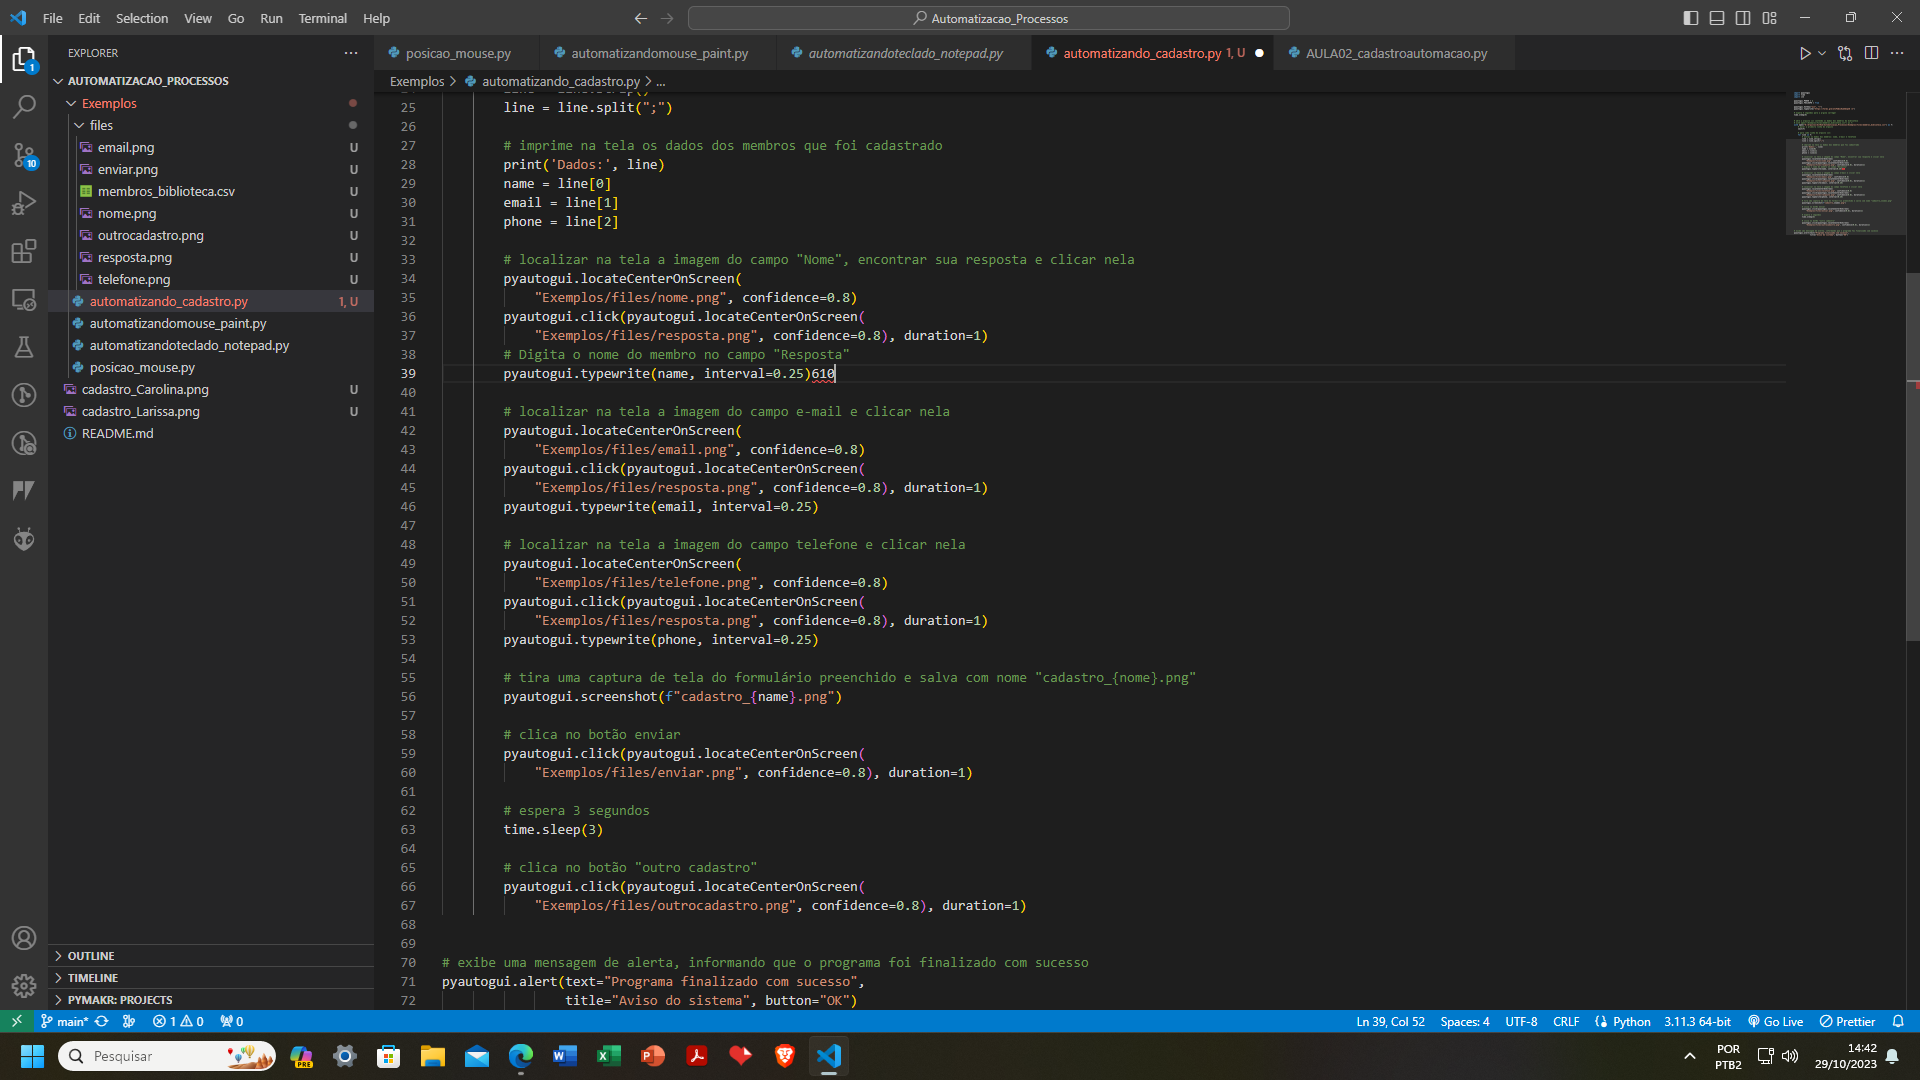 File Edit Selection View Go Run Terminal Help
Automatizacao_Processos
EXPLORER
AUTOMATIZACAO_PROCESSOS
Exemplos
files
email.png U
enviar.png U
membros_biblioteca.csv U
nome.png U
outrocadastro.png U
resposta.png U
telefone.png U
automatizando_cadastro.py 1, U
automatizandomouse_paint.py
automatizandoteclado_notepad.py
posicao_mouse.py
cadastro_Carolina.png U
cadastro_Larissa.png U
README.md
OUTLINE
TIMELINE
PYMAKR: PROJECTS
1
10
posicao_mouse.py automatizandomouse_paint.py automatizandoteclado_notepad.py automatizando_cadastro.py 1, U AULA02_cadastroautomacao.py
Exemplos > automatizando_cadastro.py > ...
25 line = line.split(";")
26
27 # imprime na tela os dados dos membros que foi cadastrado
28 print('Dados:', line)
29 name = line[0]
30 email = line[1]
31 phone = line[2]
32
33 # localizar na tela a imagem do campo "Nome", encontrar sua resposta e clicar nela
34 pyautogui.locateCenterOnScreen(
35 "Exemplos/files/nome.png", confidence=0.8)
36 pyautogui.click(pyautogui.locateCenterOnScreen(
37 "Exemplos/files/resposta.png", confidence=0.8), duration=1)
38 # Digita o nome do membro no campo "Resposta"
39 pyautogui.typewrite(name, interval=0.25)610
40
41 # localizar na tela a imagem do campo e-mail e clicar nela
42 pyautogui.locateCenterOnScreen(
43 "Exemplos/files/email.png", confidence=0.8)
44 pyautogui.click(pyautogui.locateCenterOnScreen(
45 "Exemplos/files/resposta.png", confidence=0.8), duration=1)
46 pyautogui.typewrite(email, interval=0.25)
47
48 # localizar na tela a imagem do campo telefone e clicar nela
49 pyautogui.locateCenterOnScreen(
50 "Exemplos/files/telefone.png", confidence=0.8)
51 pyautogui.click(pyautogui.locateCenterOnScreen(
52 "Exemplos/files/resposta.png", confidence=0.8), duration=1)
53 pyautogui.typewrite(phone, interval=0.25)
54
55 # tira uma captura de tela do formulário preenchido e salva com nome "cadastro_{nome}.png"
56 pyautogui.screenshot(f"cadastro_{name}.png")
57
58 # clica no botão enviar
59 pyautogui.click(pyautogui.locateCenterOnScreen(
60 "Exemplos/files/enviar.png", confidence=0.8), duration=1)
61
62 # espera 3 segundos
63 time.sleep(3)
64
65 # clica no botão "outro cadastro"
66 pyautogui.click(pyautogui.locateCenterOnScreen(
67 "Exemplos/files/outrocadastro.png", confidence=0.8), duration=1)
68
69
70 # exibe uma mensagem de alerta, informando que o programa foi finalizado com sucesso
71 pyautogui.alert(text="Programa finalizado com sucesso",
72 title="Aviso do sistema", button="OK")
main* 1 0 0 Ln 39, Col 52 Spaces: 4 UTF-8 CRLF Python 3.11.3 64-bit Go Live Prettier
Pesquisar
PRE
POR
PTB2
14:42
29/10/2023